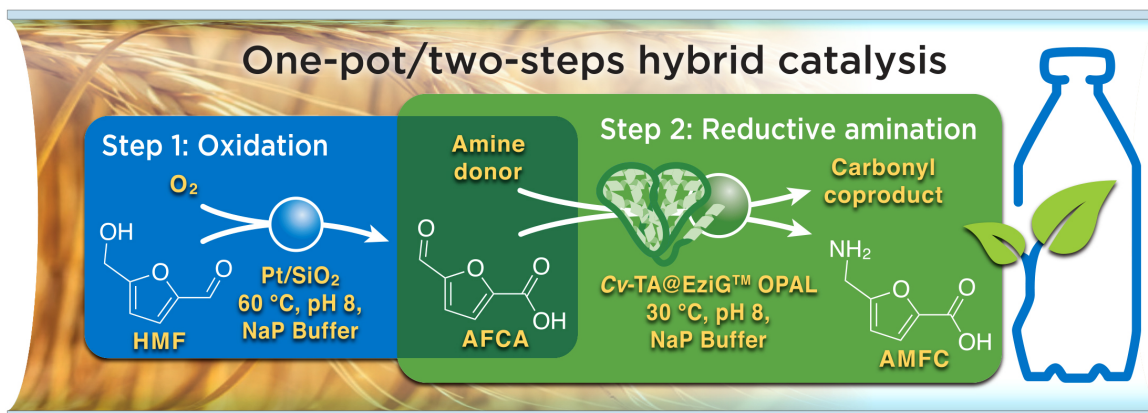 One-pot/two-steps hybrid catalysis
Step 1: Oxidation
O₂
OH
O
O
Pt/SiO₂
60 °C, pH 8,
NaP Buffer
HMF
Amine
donor
O
O
O
OH
AFCA
Step 2: Reductive amination
Carbonyl
coproduct
Cv-TA@EziG™ OPAL
30 °C, pH 8,
NaP Buffer
NH₂
O
O
OH
AMFC